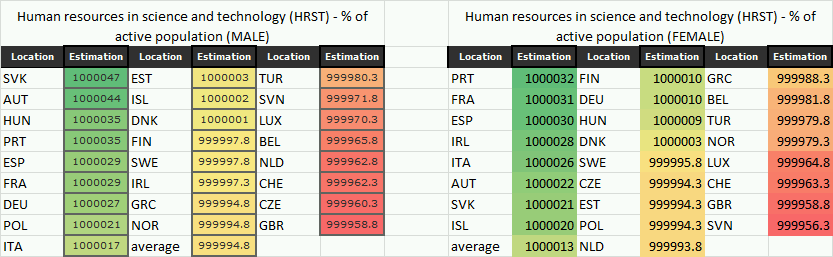 Human resources in science and technology (HRST) - % of active population (MALE)
Location Estimation Location Estimation Location Estimation
SVK 1000047 EST 1000003 TUR 999980.3
AUT 1000044 ISL 1000002 SVN 999971.8
HUN 1000035 DNK 1000001 LUX 999970.3
PRT 1000035 FIN 999997.8 BEL 999965.8
ESP 1000029 SWE 999997.8 NLD 999962.8
FRA 1000029 IRL 999997.3 CHE 999962.3
DEU 1000027 GRC 999994.8 CZE 999960.3
POL 1000021 NOR 999994.8 GBR 999958.8
ITA 1000017 average 999994.8
Human resources in science and technology (HRST) - % of active population (FEMALE)
Location Estimation Location Estimation Location Estimation
PRT 1000032 FIN 1000010 GRC 999988.3
FRA 1000031 DEU 1000010 BEL 999981.8
ESP 1000030 HUN 1000009 TUR 999979.8
IRL 1000028 DNK 1000003 NOR 999979.3
ITA 1000026 SWE 999995.8 LUX 999964.8
AUT 1000022 CZE 999994.3 CHE 999963.3
SVK 1000021 EST 999994.3 GBR 999958.8
ISL 1000020 POL 999994.3 SVN 999956.3
average 1000013 NLD 999993.8